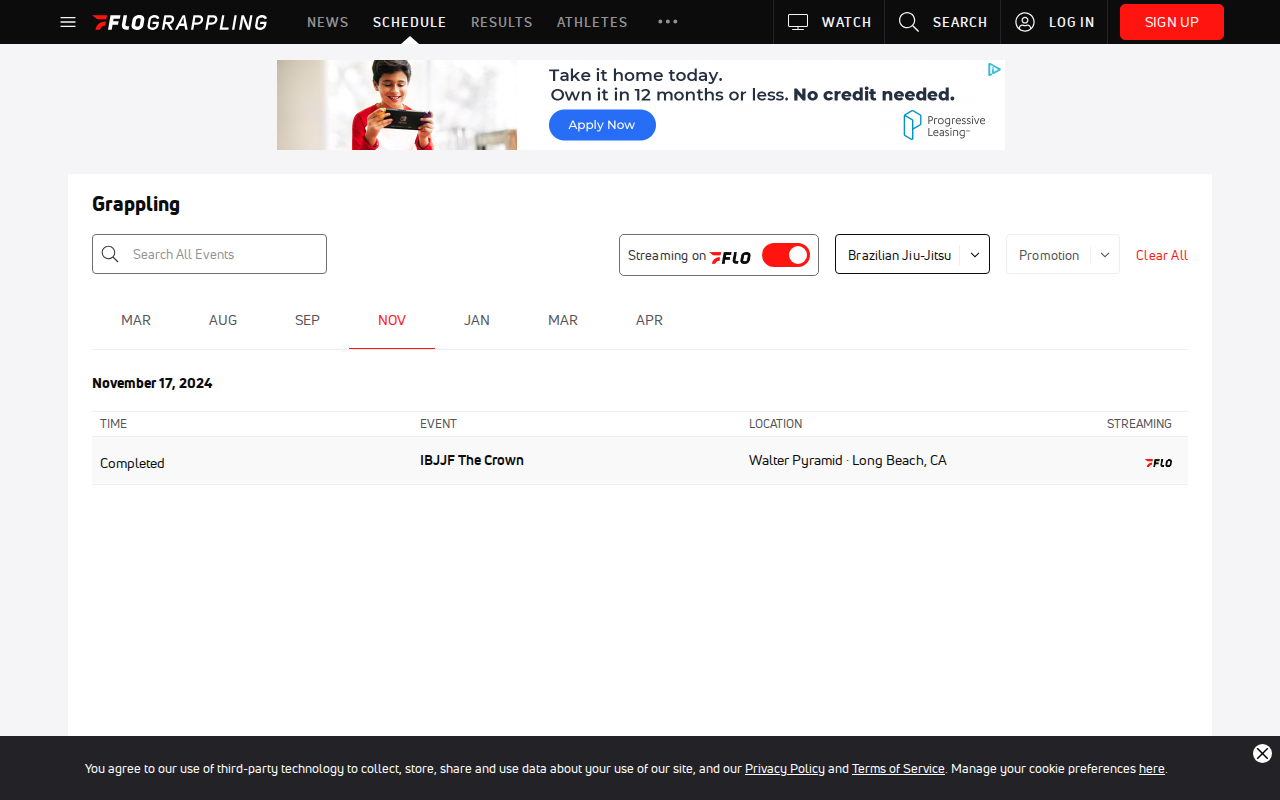 FLOGRAPPLING NEWS SCHEDULE RESULTS ATHLETES ••• WATCH SEARCH LOG IN SIGN UP
Take it home today.
Own it in 12 months or less. No credit needed.
Apply Now
Progressive
Leasing
Grappling
Search All Events
Streaming on FLO
Brazilian Jiu-Jitsu
Promotion
Clear All
MAR AUG SEP NOV JAN MAR APR
November 17, 2024
TIME EVENT LOCATION STREAMING
Completed IBJJF The Crown Walter Pyramid · Long Beach, CA FLO
You agree to our use of third-party technology to collect, store, share and use data about your use of our site, and our Privacy Policy and Terms of Service. Manage your cookie preferences here.